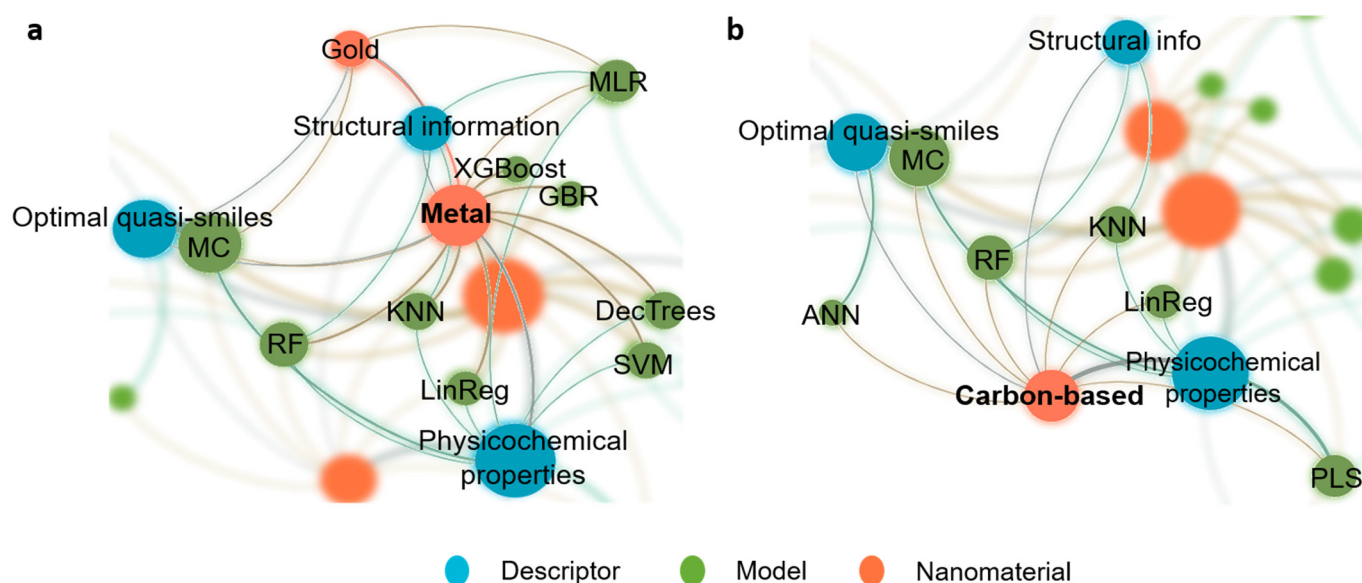 a
Gold
MLR
Structural information
XGBoost
GBR
Metal
Optimal quasi-smiles
MC
KNN
DecTrees
RF
SVM
LinReg
Physicochemical
properties
b
Structural info
Optimal quasi-smiles
MC
KNN
RF
LinReg
ANN
Physicochemical
properties
Carbon-based
PLS
Descriptor Model Nanomaterial